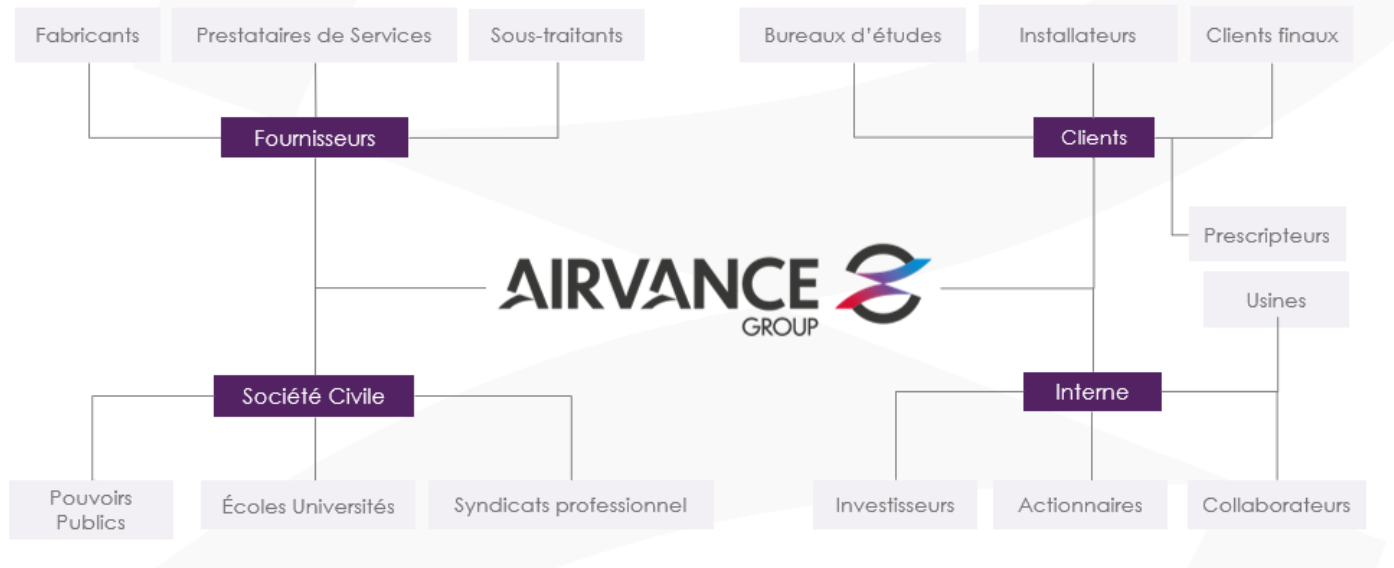 Fabricants
Prestataires de Services
Sous-traitants
Bureaux d’études
Installateurs
Clients finaux
Fournisseurs
Clients
Prescripteurs
AIRVANCE
GROUP
Usines
Société Civile
Interne
Pouvoirs
Publics
Écoles Universités
Syndicats professionnel
Investisseurs
Actionnaires
Collaborateurs